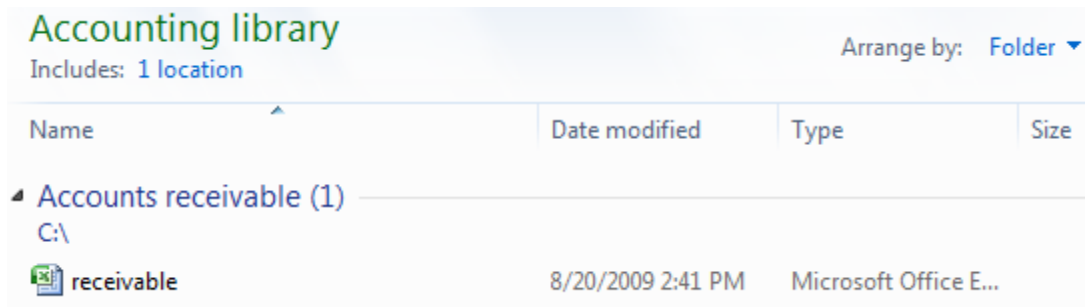 Accounting library
Includes: 1 location
Arrange by: Folder
Name Date modified Type Size
Accounts receivable (1)
C:\
receivable 8/20/2009 2:41 PM Microsoft Office E...